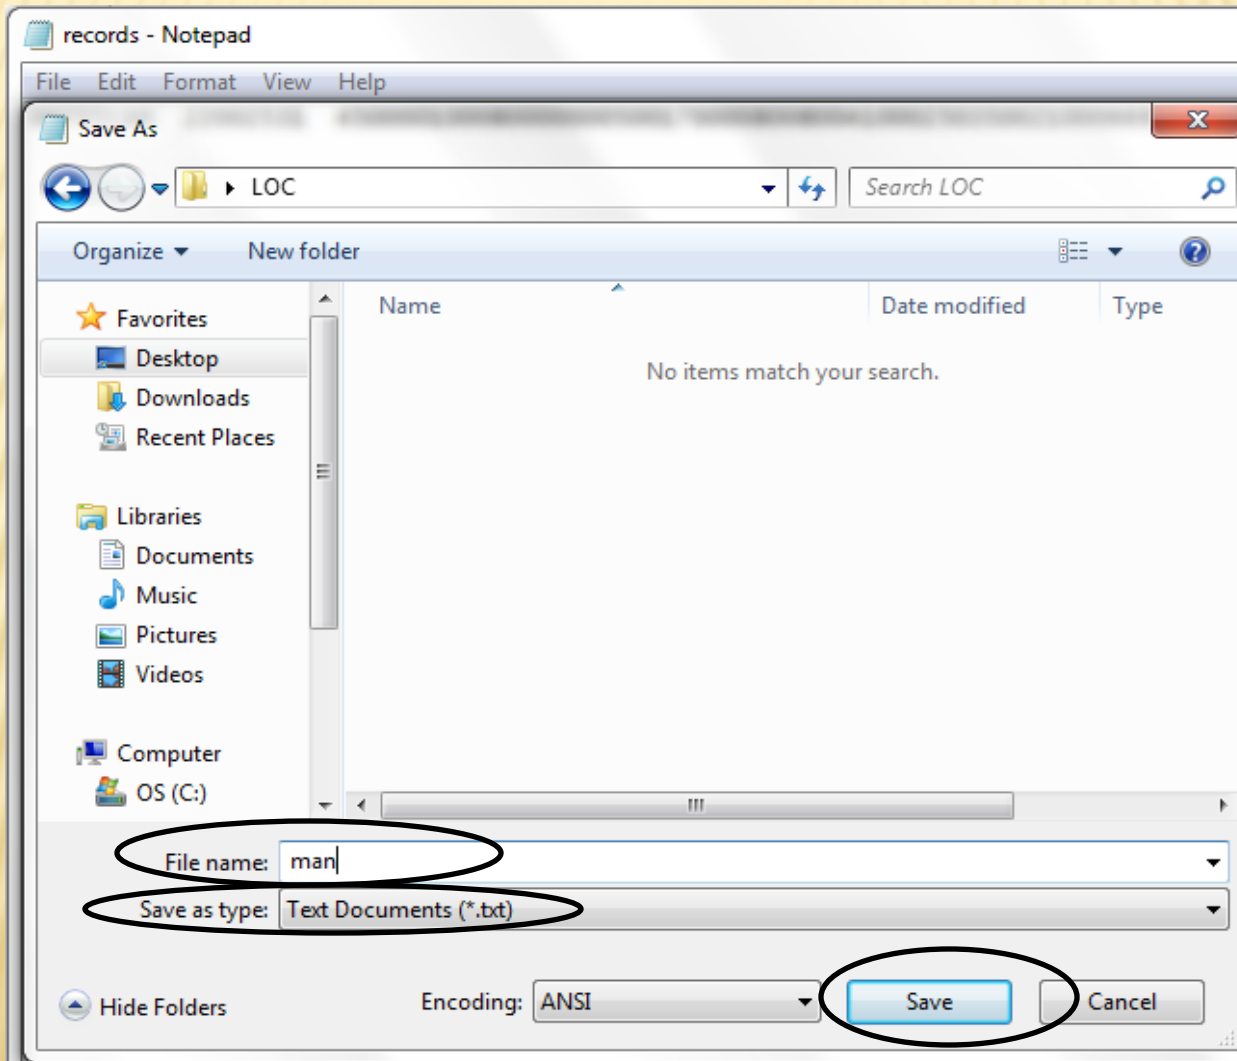 records - Notepad
File Edit Format View Help
Save As
LOC
Search LOC
Organize New folder
Name Date modified Type
Favorites
No items match your search.
Desktop
Downloads
Recent Places
Libraries
Documents
Music
Pictures
Videos
Computer
OS (C:)
File name: man
Save as type: Text Documents (*.txt)
Hide Folders Encoding: ANSI Save Cancel